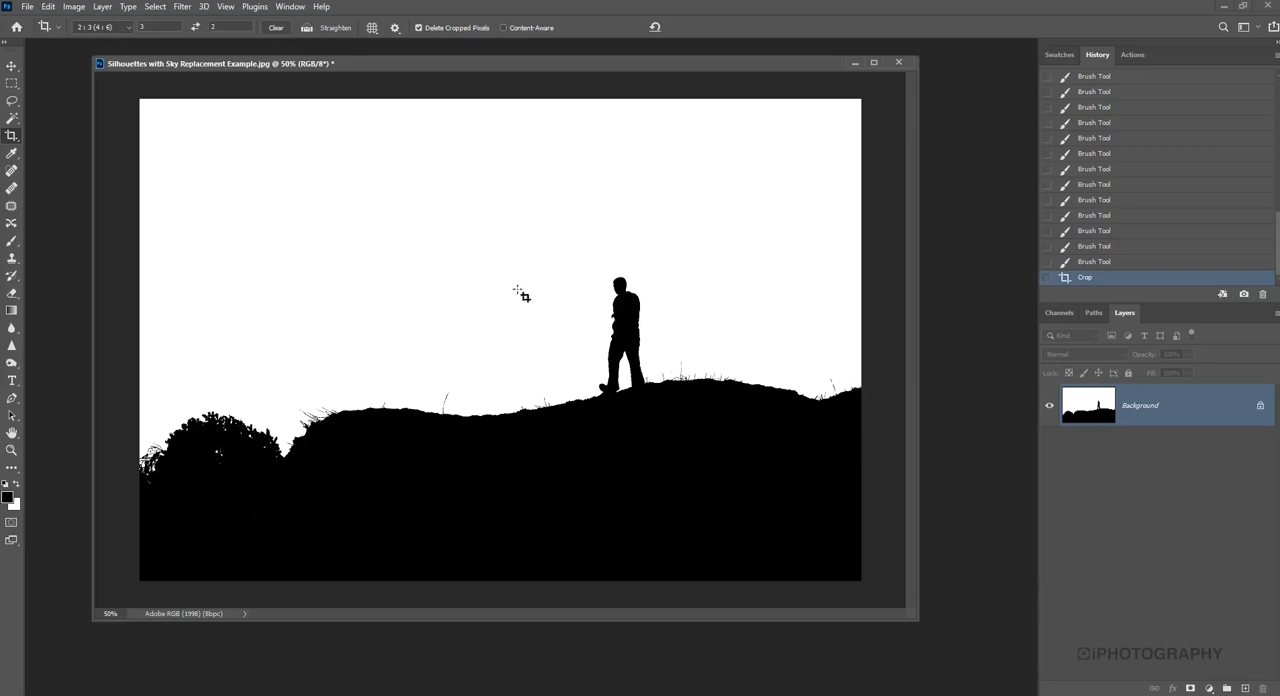 Ps File Edit Image Layer Type Select Filter 3D View Plugins Window Help
2 : 3 (4 : 6) 3 2 Clear Straighten Delete Cropped Pixels Content-Aware
Silhouettes with Sky Replacement Example.jpg @ 50% (RGB/8*) *
Swatches History Actions
Brush Tool
Brush Tool
Brush Tool
Brush Tool
Brush Tool
Brush Tool
Brush Tool
Brush Tool
Brush Tool
Brush Tool
Brush Tool
Brush Tool
Brush Tool
Crop
Channels Paths Layers
Kind
Normal Opacity: 100%
Lock: Fill: 100%
Background
50% Adobe RGB (1998) (8bpc)
iPHOTOGRAPHY